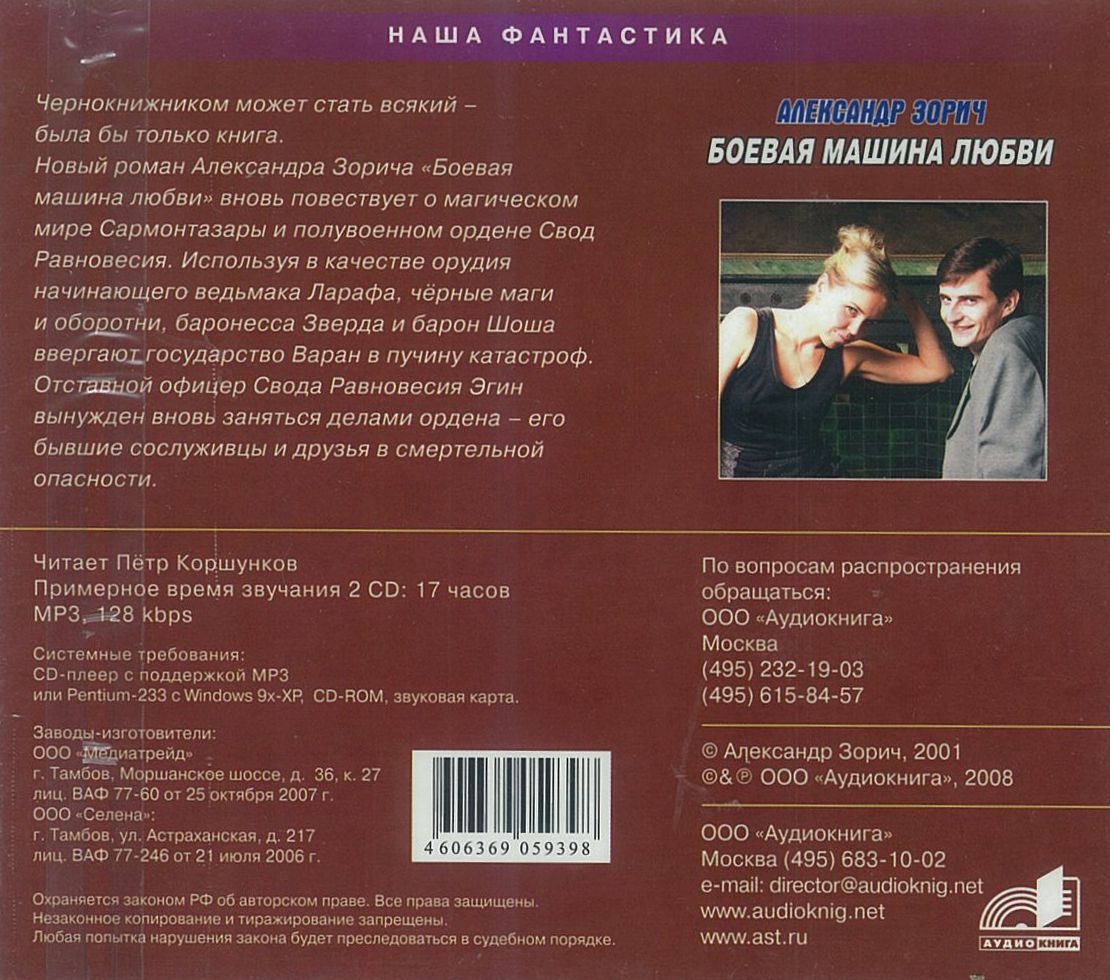 НАША ФАНТАСТИКА
Чернокнижником может стать всякий –
была бы только книга.
Новый роман Александра Зорича «Боевая
машина любви» вновь повествует о магическом
мире Сармонтазары и полувоенном ордене Свод
Равновесия. Используя в качестве орудия
начинающего ведьмака Ларафа, чёрные маги
и оборотни, баронесса Зверда и барон Шоша
ввергают государство Варан в пучину катастроф.
Отставной офицер Свода Равновесия Эгин
вынужден вновь заняться делами ордена – его
бывшие сослуживцы и друзья в смертельной
опасности.
АЛЕКСАНДР ЗОРИЧ
БОЕВАЯ МАШИНА ЛЮБВИ
Читает Пётр Коршунков
Примерное время звучания 2 CD: 17 часов
MP3, 128 kbps
Системные требования:
CD-плеер с поддержкой MP3
или Pentium-233 с Windows 9x-XP, CD-ROM, звуковая карта.
Заводы-изготовители:
ООО «Медиатрейд»
г. Тамбов, Моршанское шоссе, д. 36, к. 27
лиц. ВАФ 77-60 от 25 октября 2007 г.
ООО «Селена»:
г. Тамбов, ул. Астраханская, д. 217
лиц. ВАФ 77-246 от 21 июля 2006 г.
4606369 059398
Охраняется законом РФ об авторском праве. Все права защищены.
Незаконное копирование и тиражирование запрещены.
Любая попытка нарушения закона будет преследоваться в судебном порядке.
По вопросам распространения
обращаться:
ООО «Аудиокнига»
Москва
(495) 232-19-03
(495) 615-84-57
© Александр Зорич, 2001
©&℗ ООО «Аудиокнига», 2008
ООО «Аудиокнига»
Москва (495) 683-10-02
e-mail: director@audioknig.net
www.audioknig.net
www.ast.ru
АУДИОКНИГА